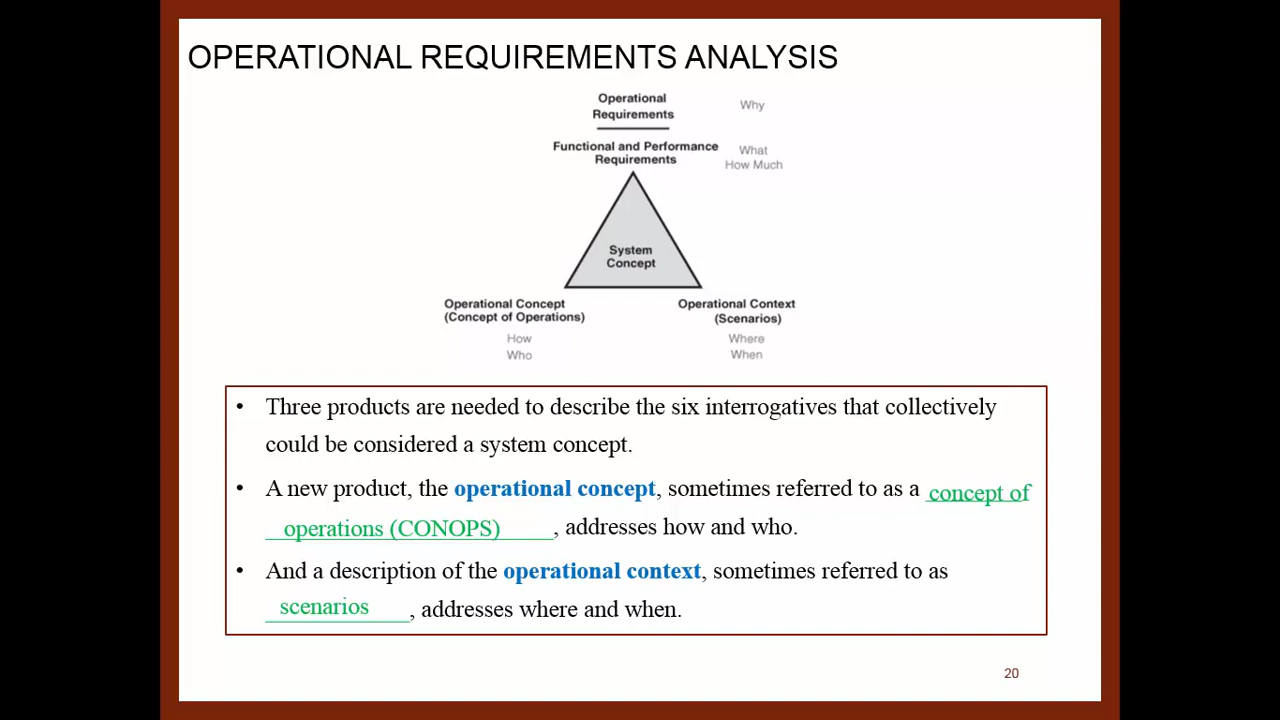 OPERATIONAL REQUIREMENTS ANALYSIS
Operational
Requirements
Why
Functional and Performance
Requirements
What
How Much
System
Concept
Operational Concept
(Concept of Operations)
How
Who
Operational Context
(Scenarios)
Where
When
• Three products are needed to describe the six interrogatives that collectively
could be considered a system concept.
• A new product, the operational concept, sometimes referred to as a concept of
operations (CONOPS), addresses how and who.
• And a description of the operational context, sometimes referred to as
scenarios, addresses where and when.
20